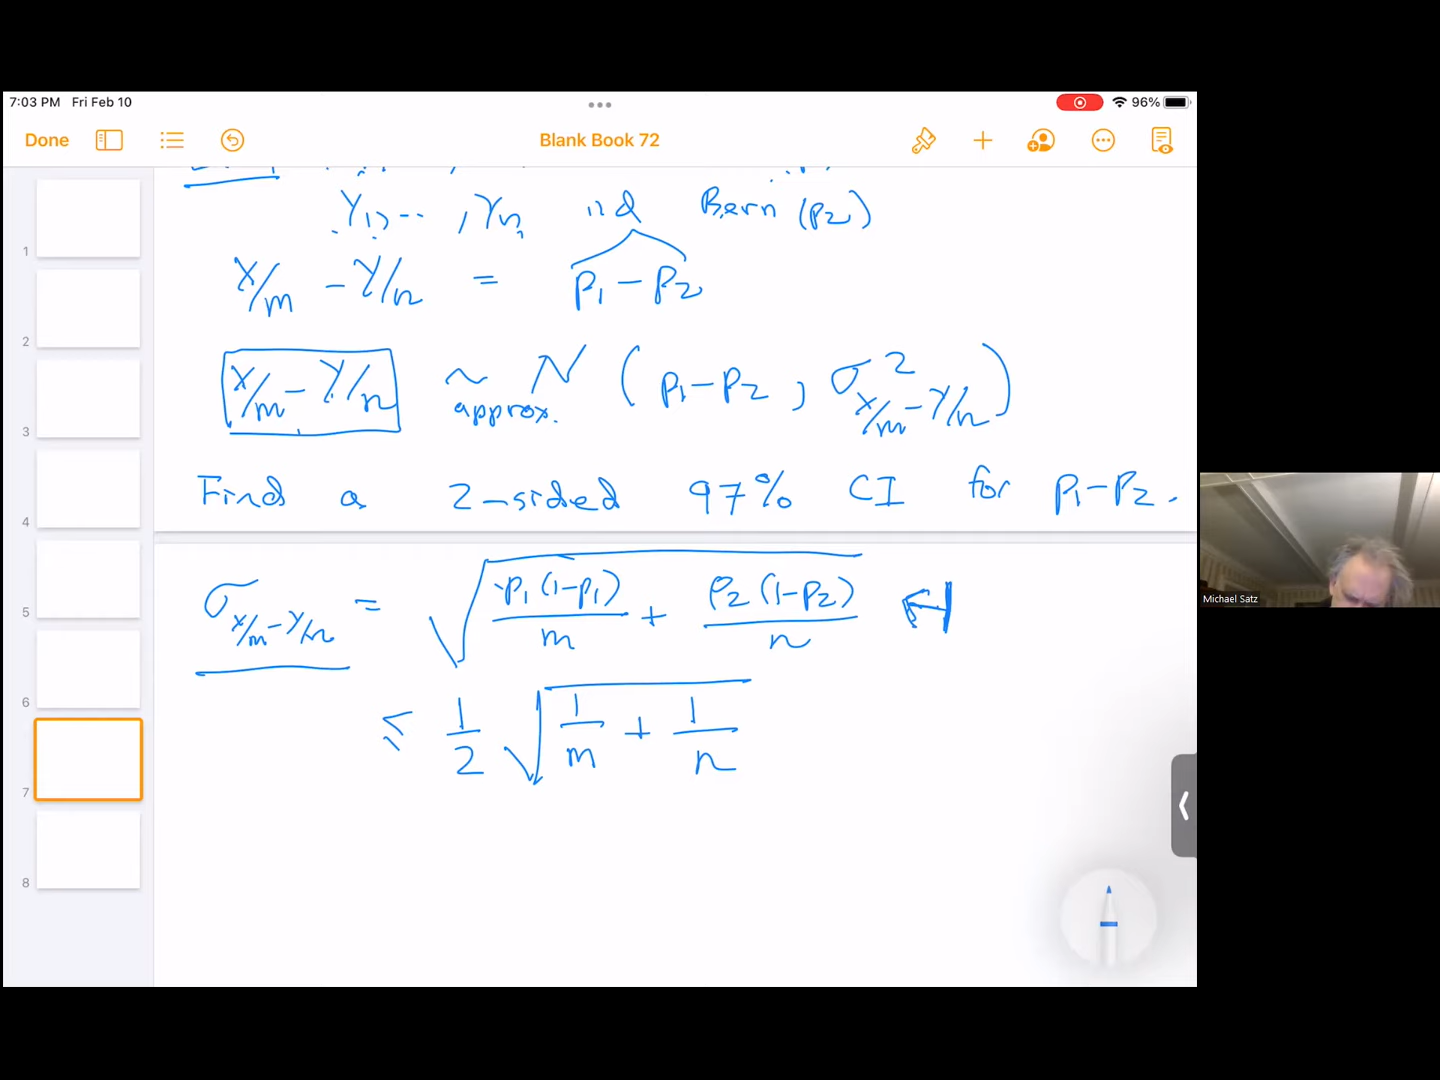 7:03 PM Fri Feb 10
96%
Done
Blank Book 72
Y₁, ..., Yₙ iid Bern (p₂)
X/m - Y/n = p₁ - p₂
X/m - Y/n ~ N (p₁ - p₂, σ²_{X/m - Y/n})
approx.
Find a 2-sided 97% CI for p₁ - p₂.
σ_{X/m - Y/n} = √(p₁(1-p₁)/m + p₂(1-p₂)/n) ←
≤ 1/2 √(1/m + 1/n)
1
2
3
4
5
6
7
8
Michael Satz